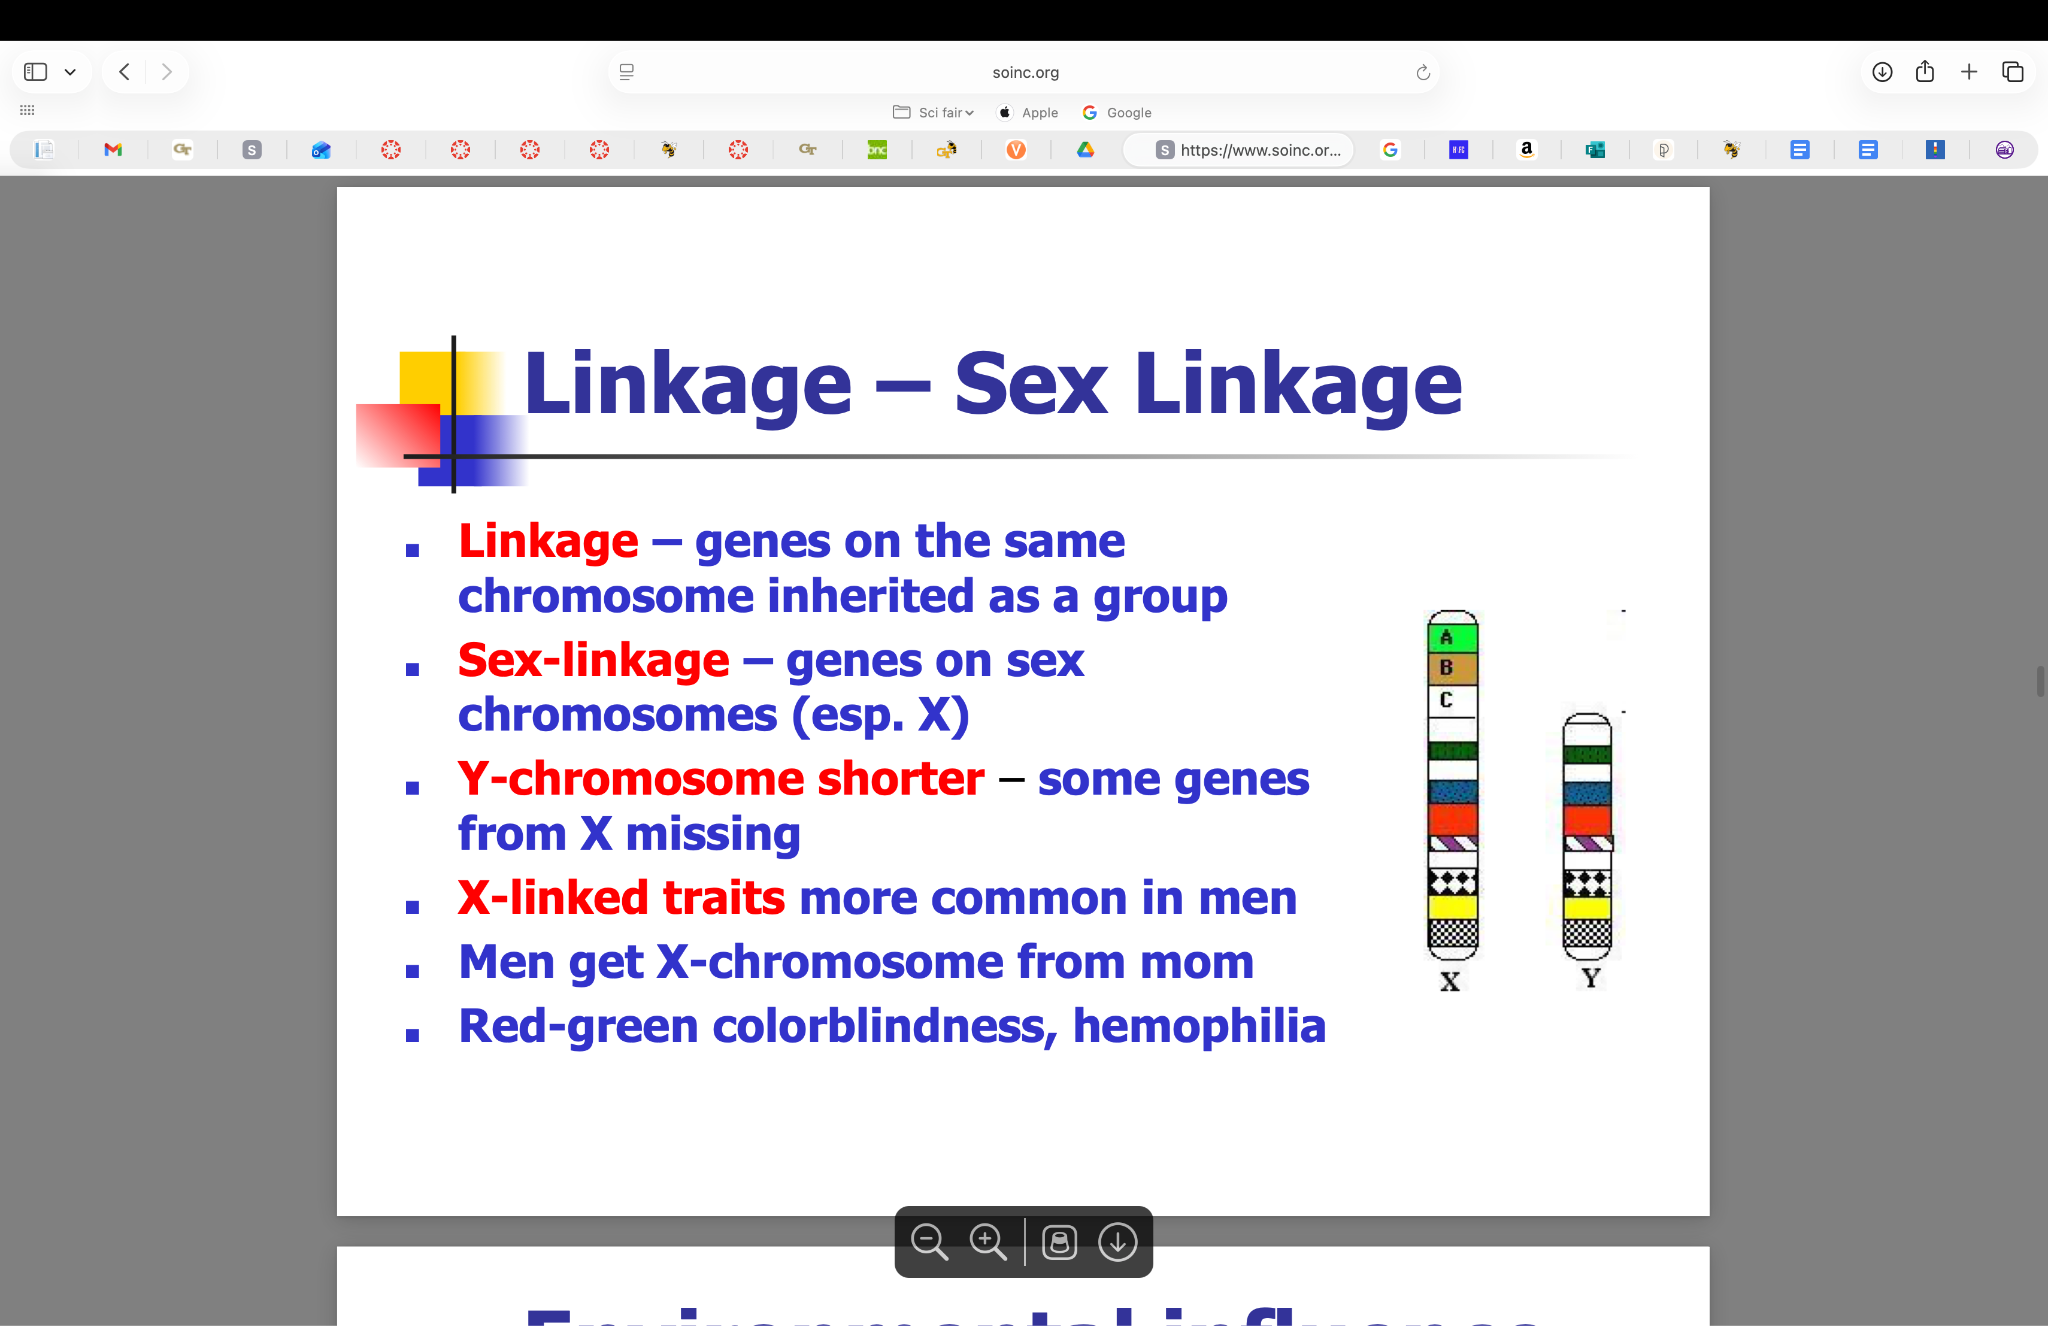 soinc.org
Sci fair
Apple
Google
https://www.soinc.or...
Linkage – Sex Linkage
Linkage – genes on the same
chromosome inherited as a group
Sex-linkage – genes on sex
chromosomes (esp. X)
Y-chromosome shorter – some genes
from X missing
X-linked traits more common in men
Men get X-chromosome from mom
Red-green colorblindness, hemophilia
A
B
C
X
Y
Environmental influence